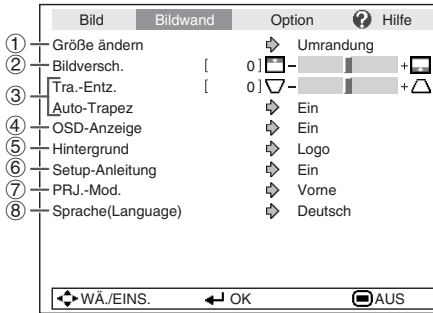 Bild Bildwand Option ? Hilfe
① Größe ändern Umrandung
② Bildversch. [ 0] − +
③ Tra.-Entz. [ 0] − +
Auto-Trapez Ein
④ OSD-Anzeige Ein
⑤ Hintergrund Logo
⑥ Setup-Anleitung Ein
⑦ PRJ.-Mod. Vorne
⑧ Sprache(Language) Deutsch
WÄ./EINS. OK AUS